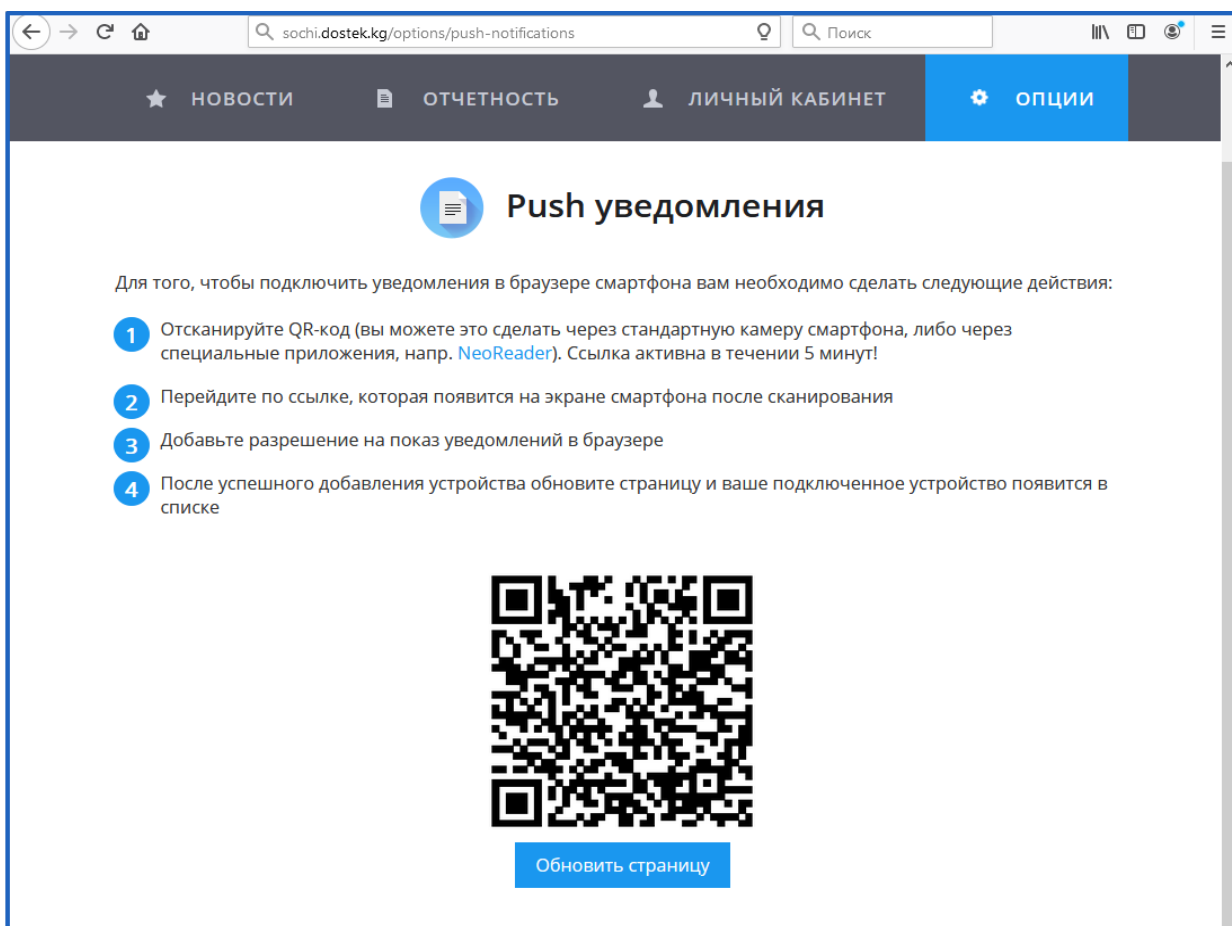 sochi.dostek.kg/options/push-notifications
Поиск
НОВОСТИ
ОТЧЕТНОСТЬ
ЛИЧНЫЙ КАБИНЕТ
ОПЦИИ
Push уведомления
Для того, чтобы подключить уведомления в браузере смартфона вам необходимо сделать следующие действия:
1 Отсканируйте QR-код (вы можете это сделать через стандартную камеру смартфона, либо через
специальные приложения, напр. NeoReader). Ссылка активна в течении 5 минут!
2 Перейдите по ссылке, которая появится на экране смартфона после сканирования
3 Добавьте разрешение на показ уведомлений в браузере
4 После успешного добавления устройства обновите страницу и ваше подключенное устройство появится в
списке
Обновить страницу